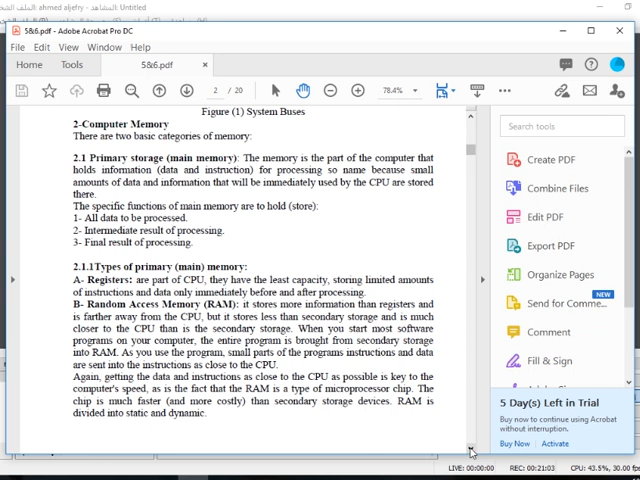 ahmed aljefry: الملف الشخ - المشاهد: Untitled
5&6.pdf - Adobe Acrobat Pro DC
File Edit View Window Help
Home Tools 5&6.pdf ×
2 / 20 78.4%
Figure (1) System Buses
2-Computer Memory
There are two basic categories of memory:
2.1 Primary storage (main memory): The memory is the part of the computer that
holds information (data and instruction) for processing so name because small
amounts of data and information that will be immediately used by the CPU are stored
there.
The specific functions of main memory are to hold (store):
1- All data to be processed.
2- Intermediate result of processing.
3- Final result of processing.
2.1.1Types of primary (main) memory:
A- Registers: are part of CPU, they have the least capacity, storing limited amounts
of instructions and data only immediately before and after processing.
B- Random Access Memory (RAM): it stores more information than registers and
is farther away from the CPU, but it stores less than secondary storage and is much
closer to the CPU than is the secondary storage. When you start most software
programs on your computer, the entire program is brought from secondary storage
into RAM. As you use the program, small parts of the programs instructions and data
are sent into the instructions as close to the CPU.
Again, getting the data and instructions as close to the CPU as possible is key to the
computer's speed, as is the fact that the RAM is a type of microprocessor chip. The
chip is much faster (and more costly) than secondary storage devices. RAM is
divided into static and dynamic.
Search tools
Create PDF
Combine Files
Edit PDF
Export PDF
Organize Pages
NEW
Send for Comme...
Comment
Fill & Sign
5 Day(s) Left in Trial
Buy now to continue using Acrobat
without interruption.
Buy Now Activate
LIVE: 00:00:00 REC: 00:21:03 CPU: 43.5%, 30.00 fps